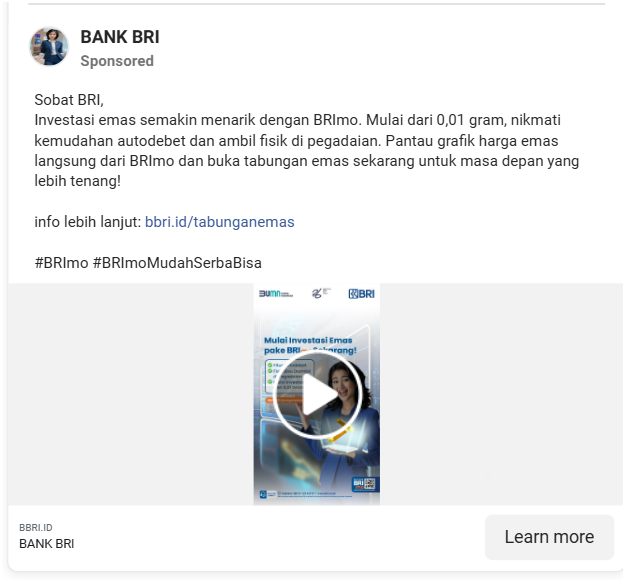 BANK BRI
Sponsored
Sobat BRI,
Investasi emas semakin menarik dengan BRImo. Mulai dari 0,01 gram, nikmati
kemudahan autodebet dan ambil fisik di pegadaian. Pantau grafik harga emas
langsung dari BRImo dan buka tabungan emas sekarang untuk masa depan yang
lebih tenang!
info lebih lanjut: bbri.id/tabunganemas
#BRImo #BRImoMudahSerbaBisa
BUMN
BRI
Mulai Investasi Emas
pake BRImo Sekarang!
BBRI.ID
BANK BRI
Learn more